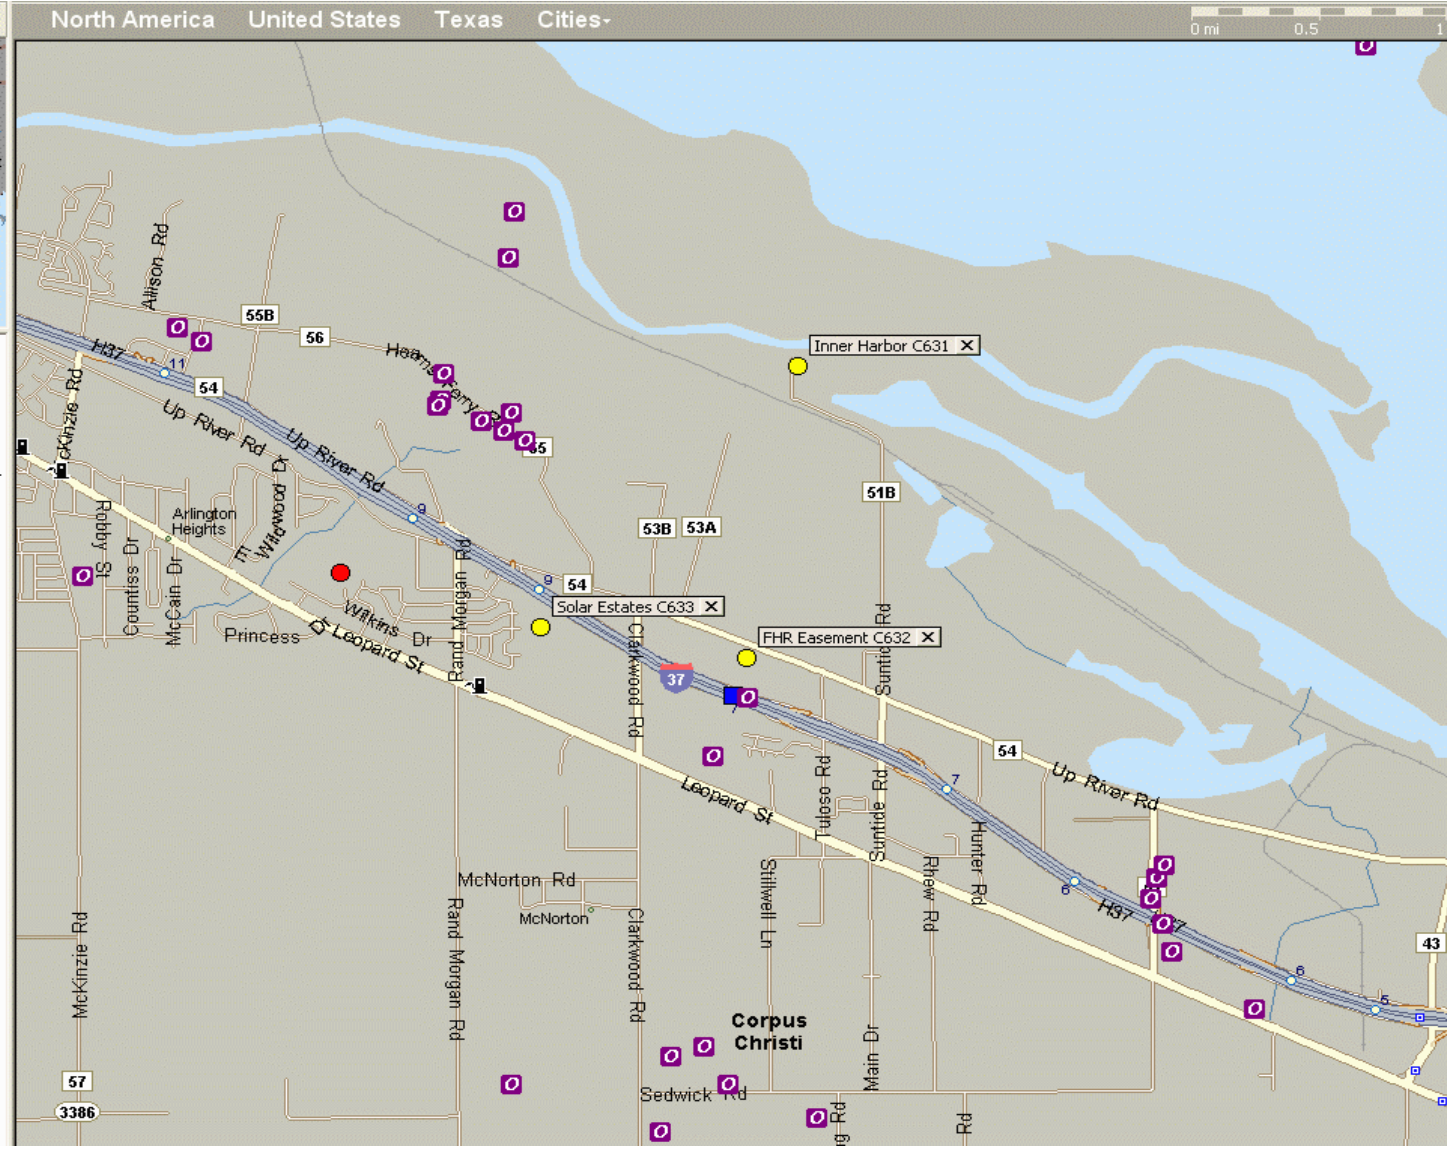 North America United States Texas Cities
0 mi 0.5 1
Allison Rd
55B
56
Inner Harbor C631
H37
11
54
Up River Rd
Up River Rd
55
51B
Arlington
Heights
Robby St
Countiss Dr
McCain Dr
Wildwood Dr
9
53B 53A
9
54
Solar Estates C633
FHR Easement C632
Wilkins Dr
Princess Dr
Leopard St
Rand Morgan Rd
Clarkwood Rd
37
7
Suntide Rd
54
Up River Rd
Leopard St
Tuloso Rd
Suntide Rd
7
Hunter Rd
Rhew Rd
Stillwell Ln
McNorton Rd
McNorton
6
H37
43
McKinzie Rd
Rand Morgan Rd
Clarkwood Rd
6
5
Corpus
Christi
Main Dr
57
3386
Sedwick Rd
Rd